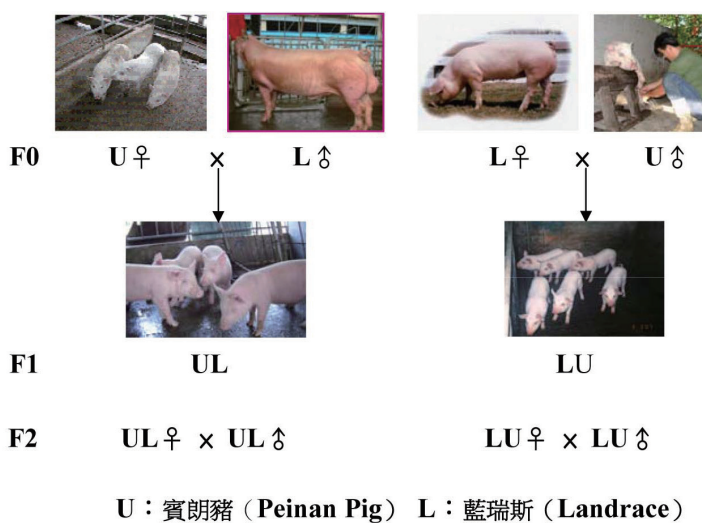 F0 U♀ × L♂ L♀ × U♂
F1 UL LU
F2 UL♀ × UL♂ LU♀ × LU♂
U：賓朗豬（Peinan Pig） L：藍瑞斯（Landrace）